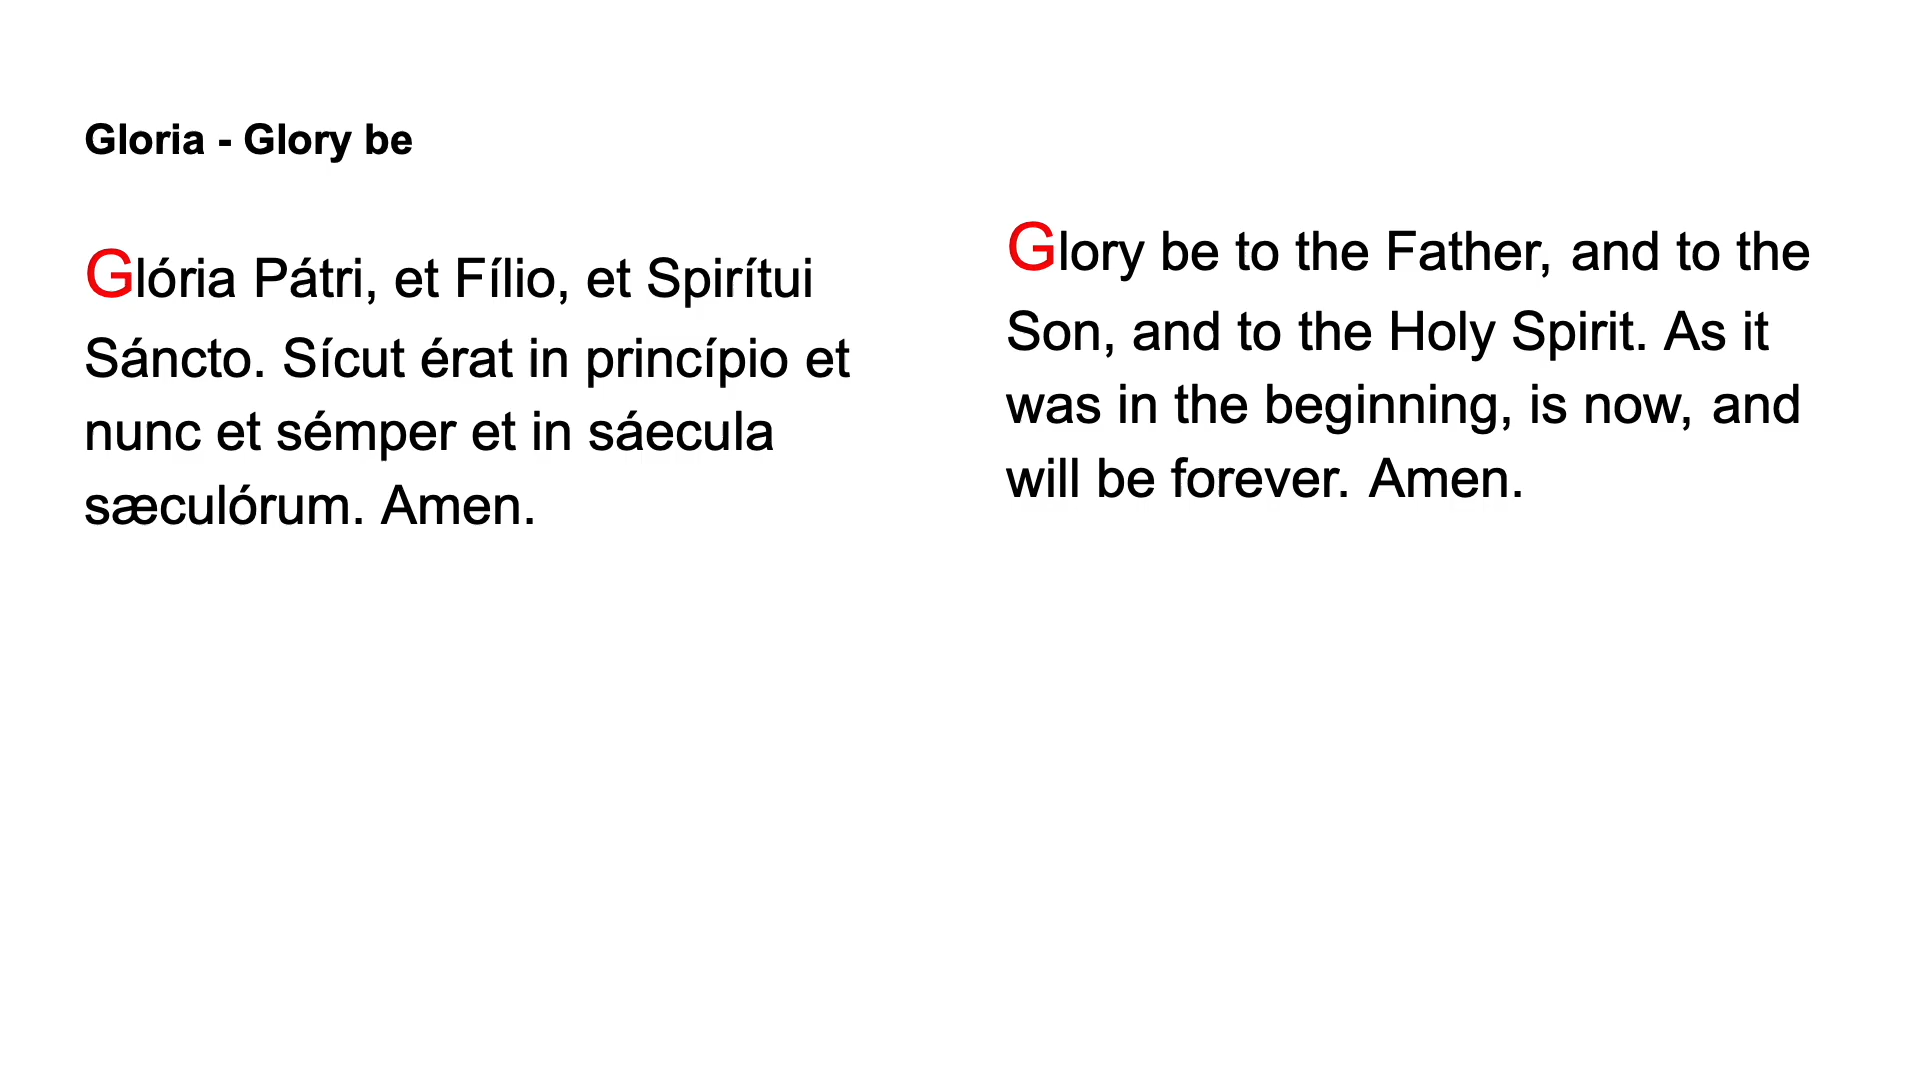 Gloria - Glory be
Glória Pátri, et Fílio, et Spirítui
Sáncto. Sícut érat in princípio et
nunc et sémper et in sáecula
sæculórum. Amen.
Glory be to the Father, and to the
Son, and to the Holy Spirit. As it
was in the beginning, is now, and
will be forever. Amen.